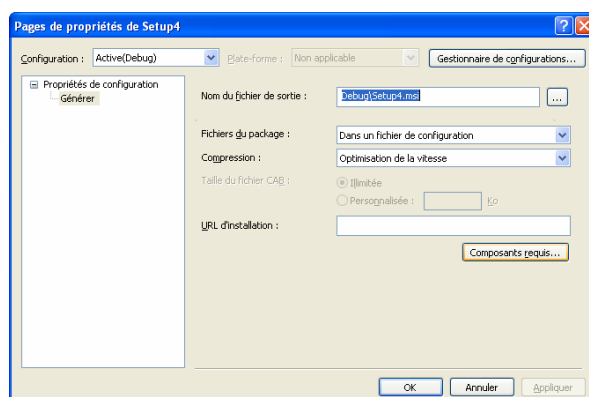 Pages de propriétés de Setup4
Configuration : Active(Debug) Plate-forme : Non applicable Gestionnaire de configurations...
Propriétés de configuration
Générer
Nom du fichier de sortie : Debug\Setup4.msi ...
Fichiers du package : Dans un fichier de configuration
Compression : Optimisation de la vitesse
Taille du fichier CAB : Illimitée
Personnalisée : Ko
URL d'installation :
Composants requis...
OK Annuler Appliquer